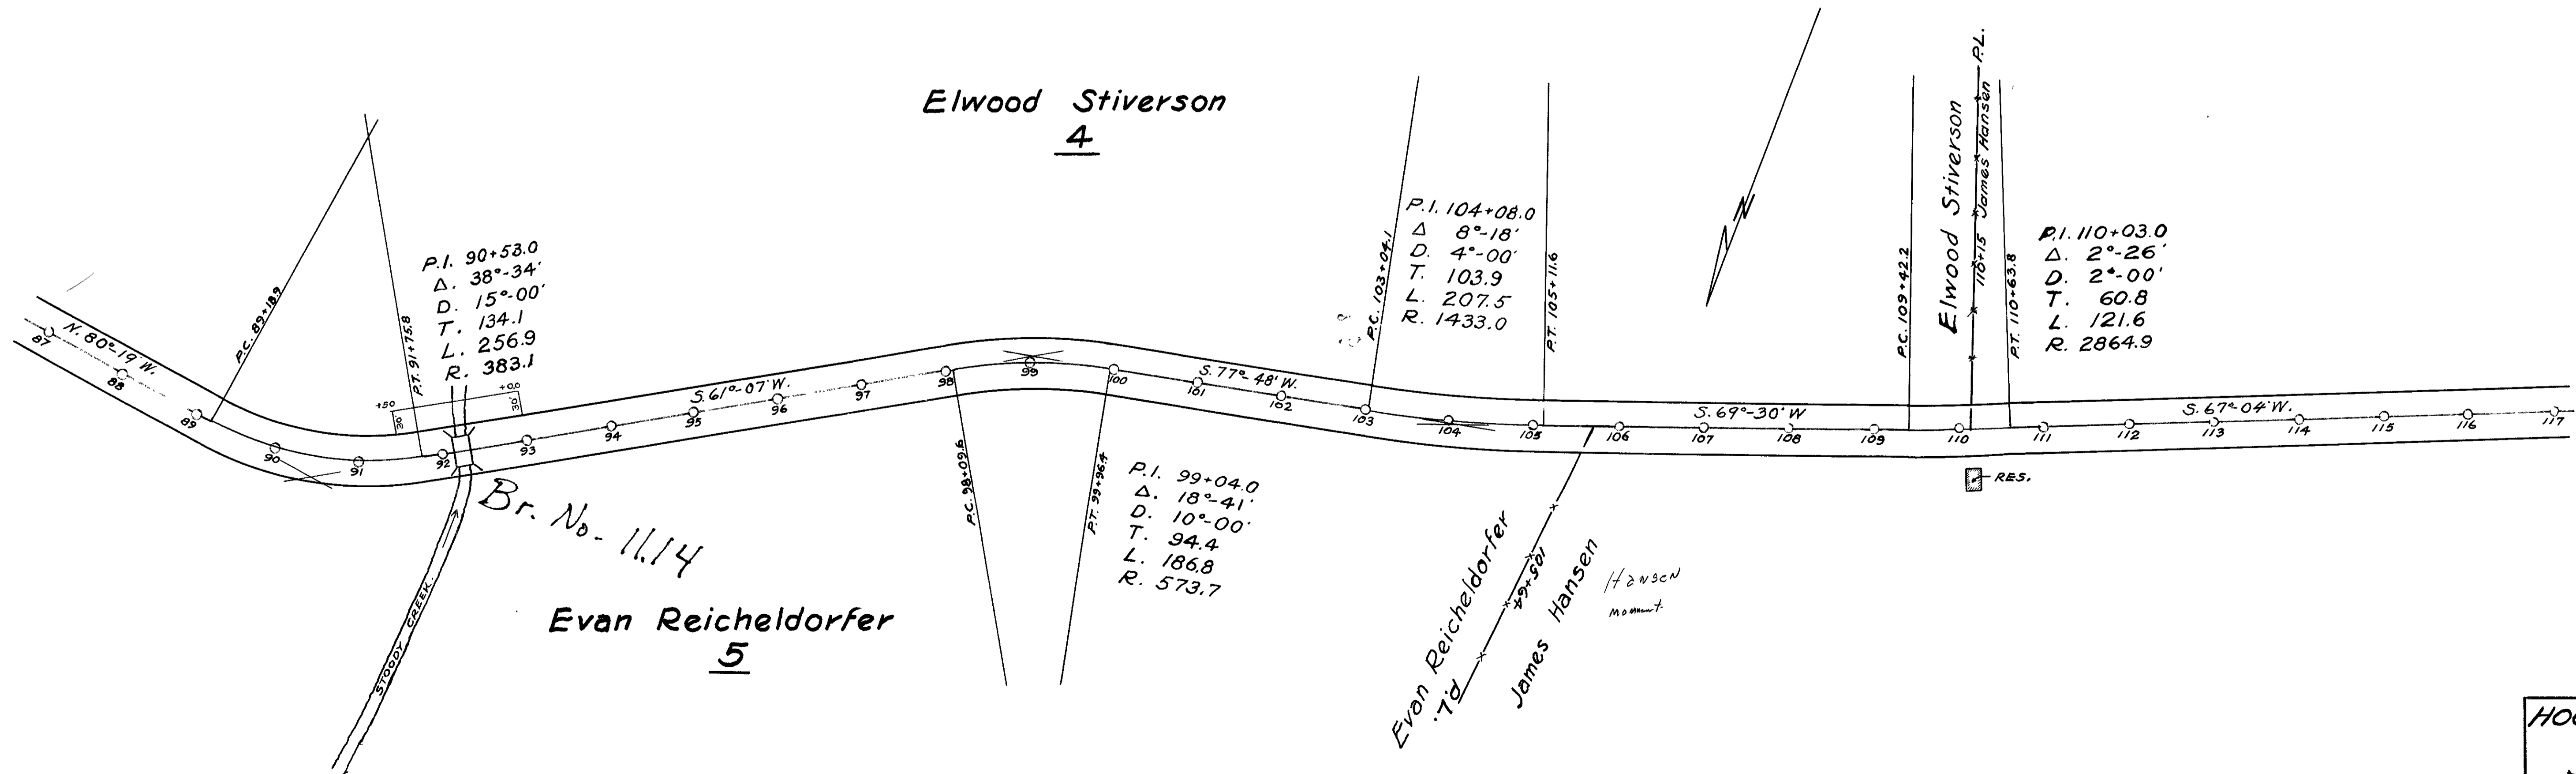 Elwood Stiverson
4
Elwood Stiverson
P.L.
James Hansen
110+15
P.I. 90+53.0
Δ. 38°-34'
D. 15°-00'
T. 134.1
L. 256.9
R. 383.1
P.I. 104+08.0
Δ 8°-18'
D. 4°-00'
T. 103.9
L. 207.5
R. 1433.0
P.I. 110+03.0
Δ. 2°-26'
D. 2°-00'
T. 60.8
L. 121.6
R. 2864.9
P.C. 89+18.9
P.T. 91+75.8
+50
30'
+00
30'
P.C. 103+04.1
P.T. 105+11.6
P.C. 109+42.2
P.T. 110+63.8
N. 80°-19' W.
S. 61°-07' W.
S. 77°-48' W.
S. 69°-30' W
S. 67°-04' W.
87
88
89
90
91
92
93
94
95
96
97
98
99
100
101
102
103
104
105
106
107
108
109
110
111
112
113
114
115
116
117
RES.
P.C. 98+09.6
P.T. 99+96.4
P.I. 99+04.0
Δ. 18°-41'
D. 10°-00'
T. 94.4
L. 186.8
R. 573.7
Br. No- 11.14
STOODY CREEK.
Evan Reicheldorfer
5
Evan Reicheldorfer
P.L.
105+64
James Hansen
Hansen
HO